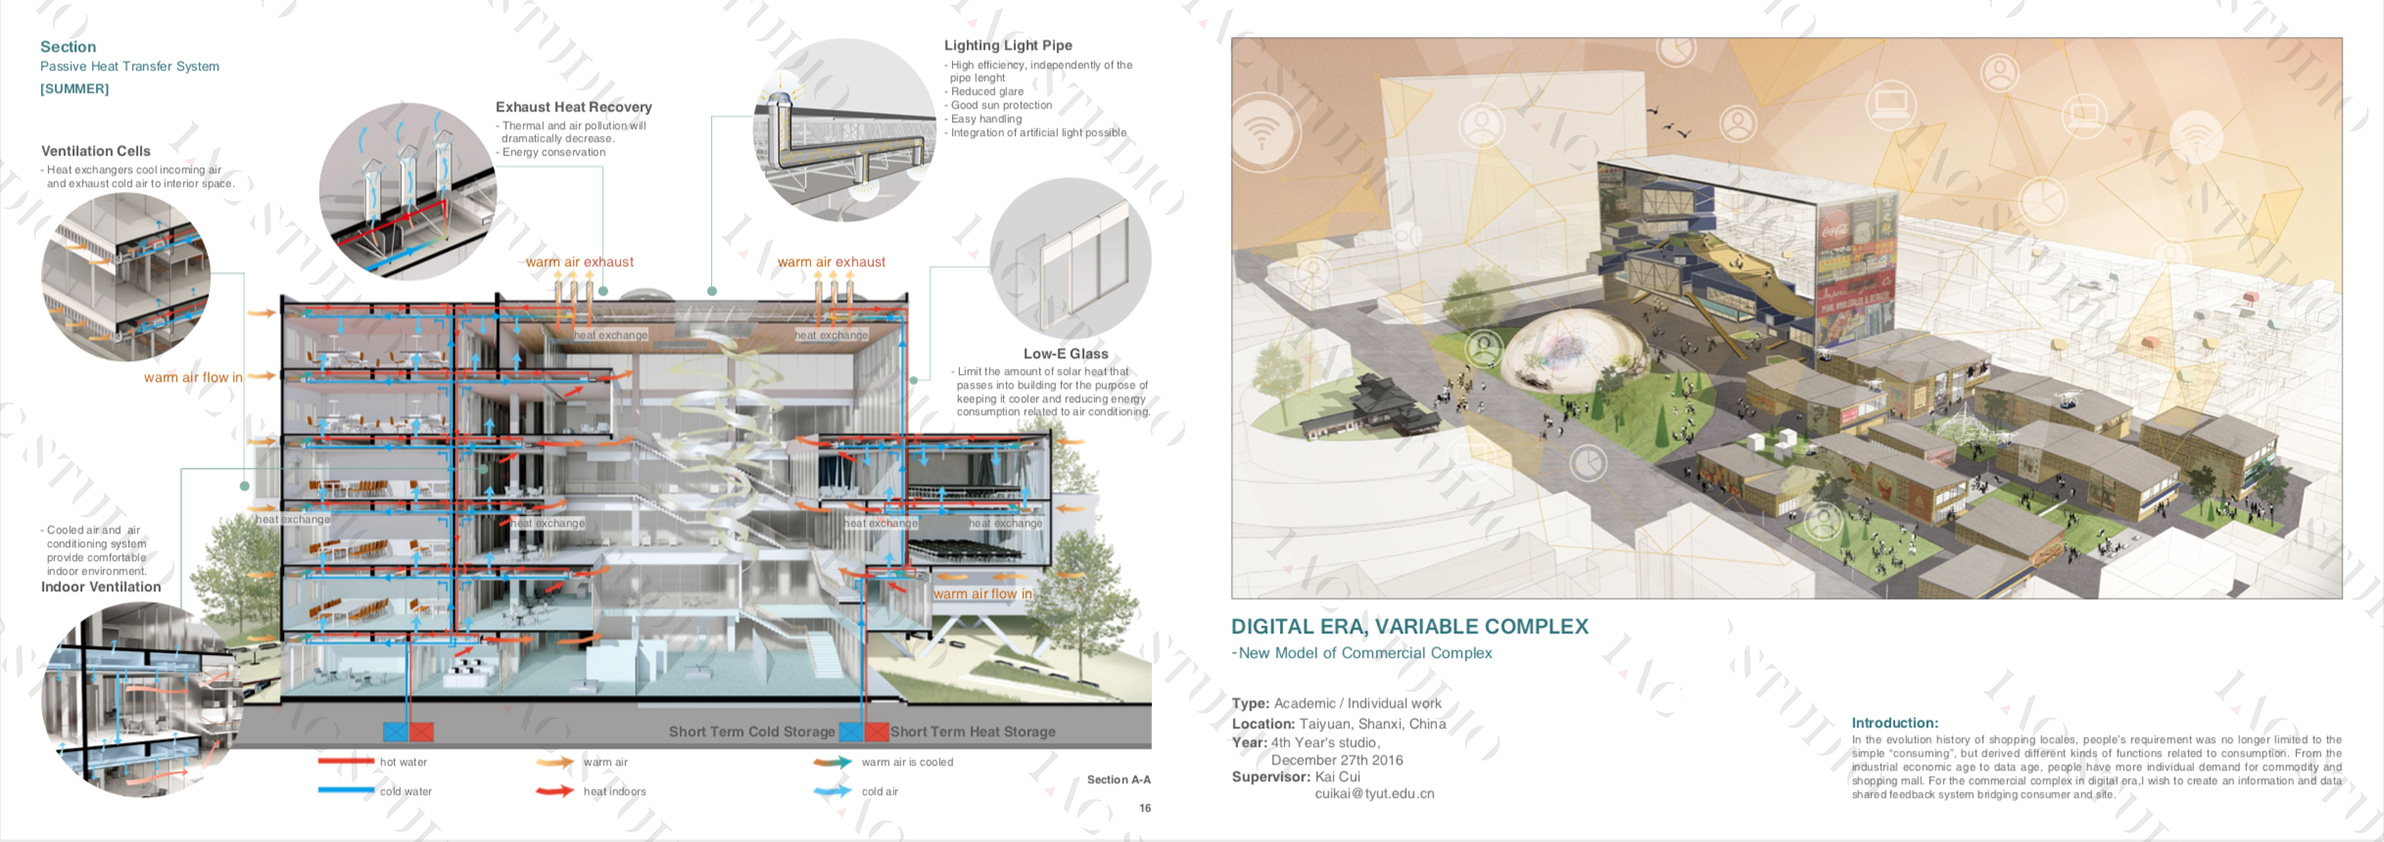 Section
Passive Heat Transfer System
[SUMMER]
Ventilation Cells
- Heat exchangers cool incoming air
and exhaust cold air to interior space.
Exhaust Heat Recovery
- Thermal and air pollution will
dramatically decrease.
- Energy conservation
Lighting Light Pipe
- High efficiency, independently of the
pipe lenght
- Reduced glare
- Good sun protection
- Easy handling
- Integration of artificial light possible
Low-E Glass
- Limit the amount of solar heat that
passes into building for the purpose of
keeping it cooler and reducing energy
consumption related to air conditioning.
warm air exhaust
warm air exhaust
heat exchange
heat exchange
warm air flow in
heat exchange
heat exchange
heat exchange
heat exchange
warm air flow in
- Cooled air and air
conditioning system
provide comfortable
indoor environment.
Indoor Ventilation
Short Term Cold Storage
Short Term Heat Storage
hot water
warm air
warm air is cooled
cold water
heat indoors
cold air
Section A-A
16
Coca-Cola
DIGITAL ERA, VARIABLE COMPLEX
-New Model of Commercial Complex
Type: Academic / Individual work
Location: Taiyuan, Shanxi, China
Year: 4th Year's studio,
December 27th 2016
Supervisor: Kai Cui
cuikai@tyut.edu.cn
Introduction:
In the evolution history of shopping locales, people's requirement was no longer limited to the
simple "consuming", but derived different kinds of functions related to consumption. From the
industrial economic age to data age, people have more individual demand for commodity and
shopping mall. For the commercial complex in digital era,I wish to create an information and data
shared feedback system bridging consumer and site.